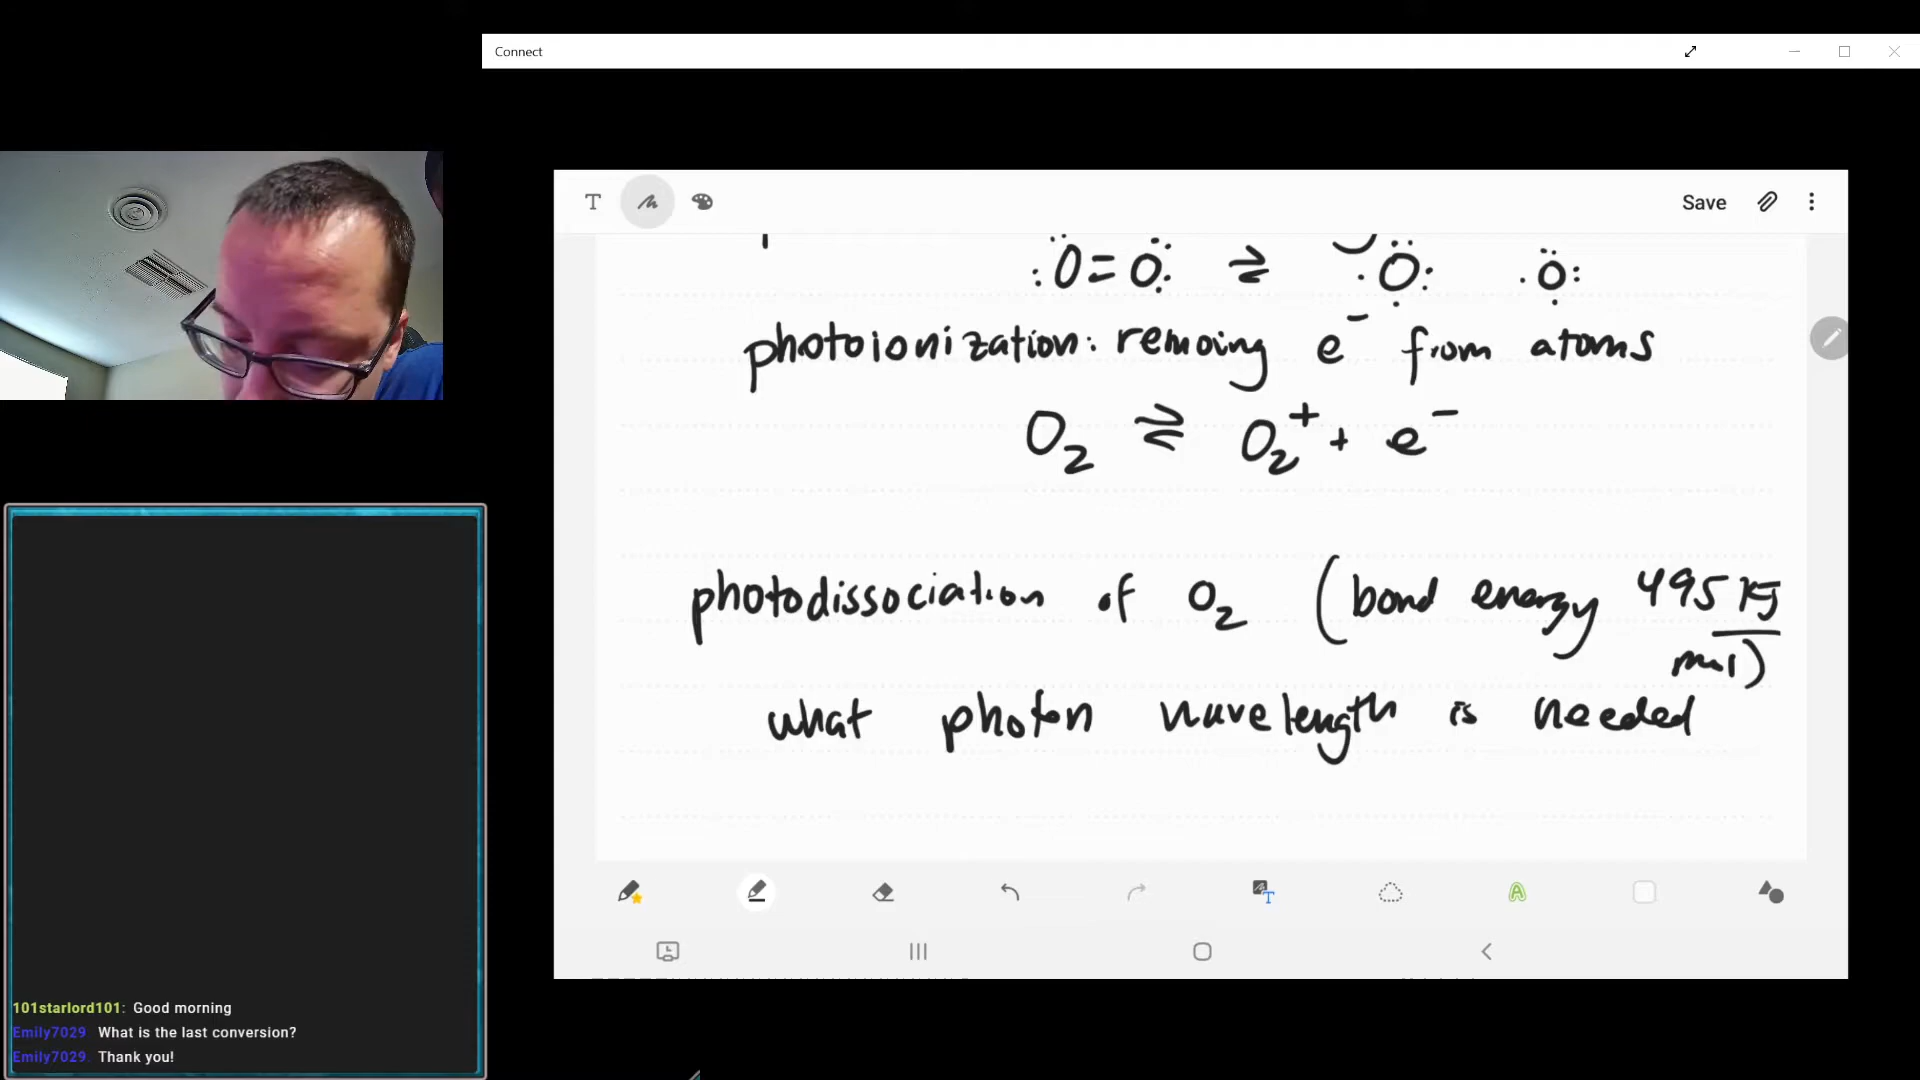 Connect
T
Save
:O=O: ⇌ ·O: ·O:
photoionization: removing e⁻ from atoms
O₂ ⇌ O₂⁺ + e⁻
photodissociation of O₂ (bond energy 495 KJ
mol)
what photon wavelength is needed
T
A
101starlord101: Good morning
Emily7029 What is the last conversion?
Emily7029 Thank you!